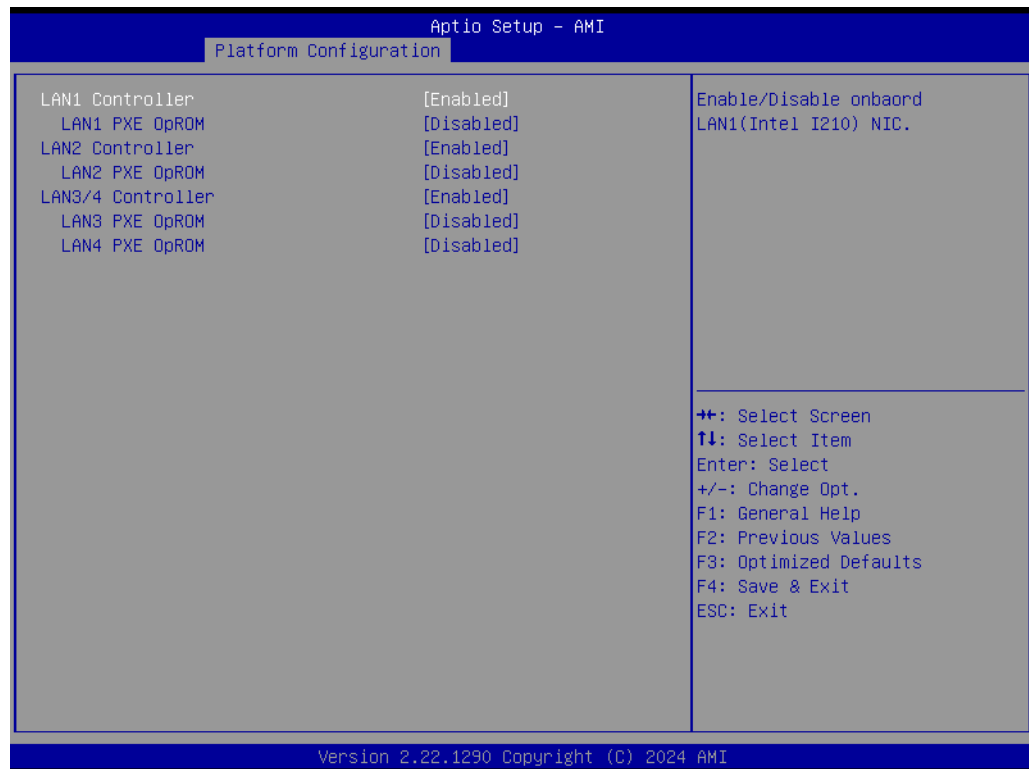 Aptio Setup – AMI
Platform Configuration
LAN1 Controller [Enabled]
LAN1 PXE OpROM [Disabled]
LAN2 Controller [Enabled]
LAN2 PXE OpROM [Disabled]
LAN3/4 Controller [Enabled]
LAN3 PXE OpROM [Disabled]
LAN4 PXE OpROM [Disabled]
Enable/Disable onbaord
LAN1(Intel I210) NIC.
→←: Select Screen
↑↓: Select Item
Enter: Select
+/-: Change Opt.
F1: General Help
F2: Previous Values
F3: Optimized Defaults
F4: Save & Exit
ESC: Exit
Version 2.22.1290 Copyright (C) 2024 AMI